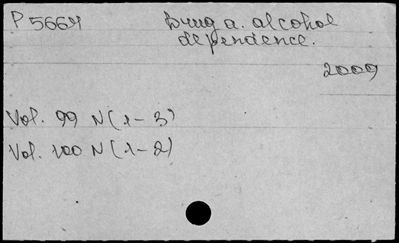 P 5664 Drug a. alcohol
dependence.
2009
Vol. 99 N(1-3)
Vol. 100 N(1-2)